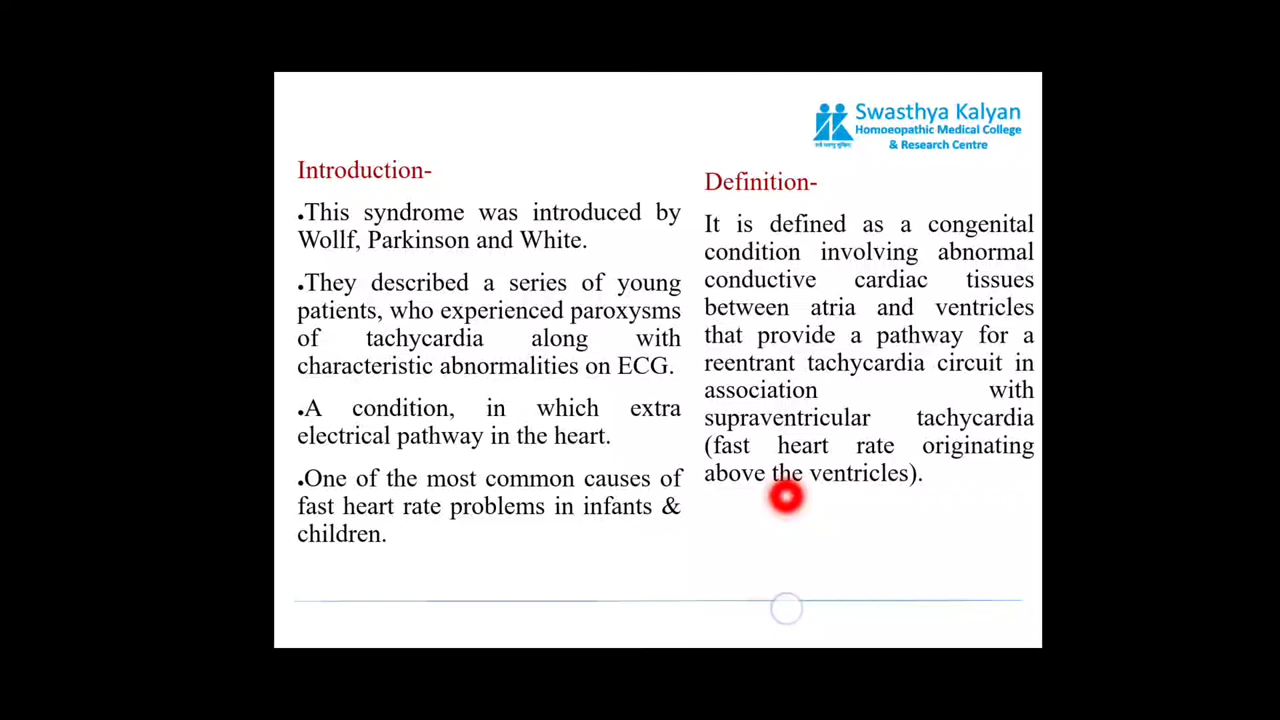 Swasthya Kalyan
Homoeopathic Medical College
& Research Centre
Introduction-
•This syndrome was introduced by
Wollf, Parkinson and White.
•They described a series of young
patients, who experienced paroxysms
of tachycardia along with
characteristic abnormalities on ECG.
•A condition, in which extra
electrical pathway in the heart.
•One of the most common causes of
fast heart rate problems in infants &
children.
Definition-
It is defined as a congenital
condition involving abnormal
conductive cardiac tissues
between atria and ventricles
that provide a pathway for a
reentrant tachycardia circuit in
association with
supraventricular tachycardia
(fast heart rate originating
above the ventricles).